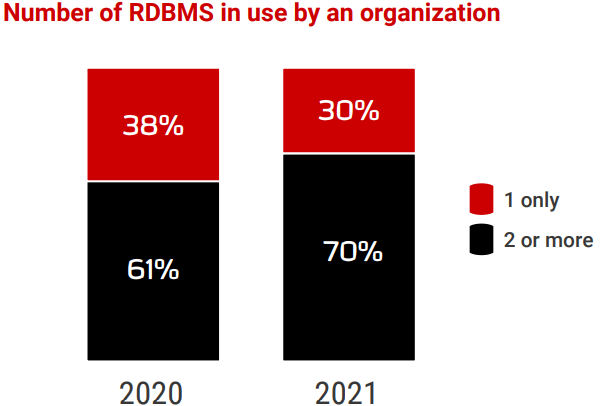 Number of RDBMS in use by an organization
38%
30%
61%
70%
1 only
2 or more
2020
2021